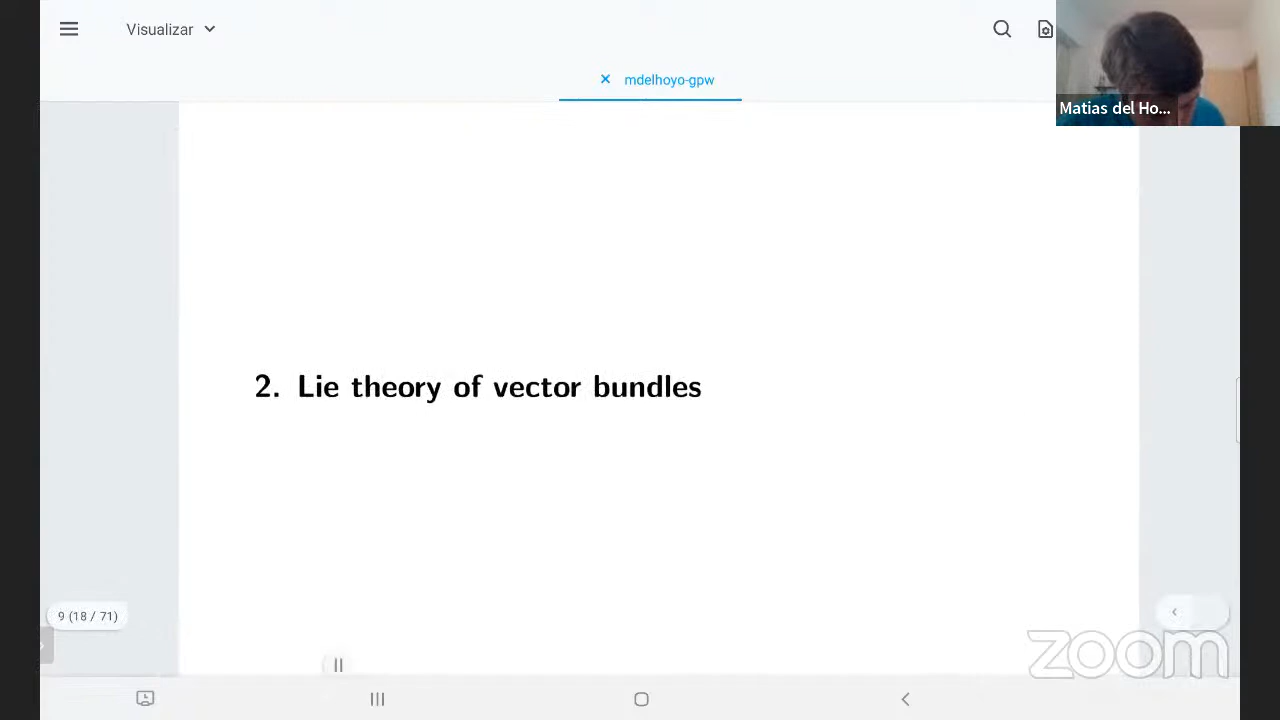 Visualizar
mdelhoyo-gpw
Matias del Ho...
2. Lie theory of vector bundles
9 (18 / 71)
zoom